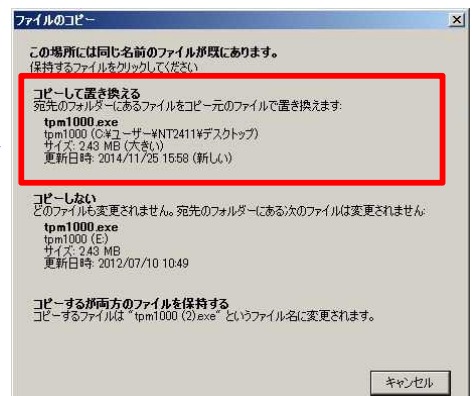 ファイルのコピー
この場所には同じ名前のファイルが既にあります。
保持するファイルをクリックしてください
コピーして置き換える
宛先のフォルダーにあるファイルをコピー元のファイルで置き換えます:
tpm1000.exe
tpm1000 (C:¥ユーザー¥NT2411¥デスクトップ)
サイズ: 2.43 MB (大きい)
更新日時: 2014/11/25 15:58 (新しい)
コピーしない
どのファイルも変更されません。宛先のフォルダーにある次のファイルは変更されません:
tpm1000.exe
tpm1000 (E:)
サイズ: 2.43 MB
更新日時: 2012/07/10 10:49
コピーするが両方のファイルを保持する
コピーするファイルは "tpm1000 (2).exe" というファイル名に変更されます。
キャンセル